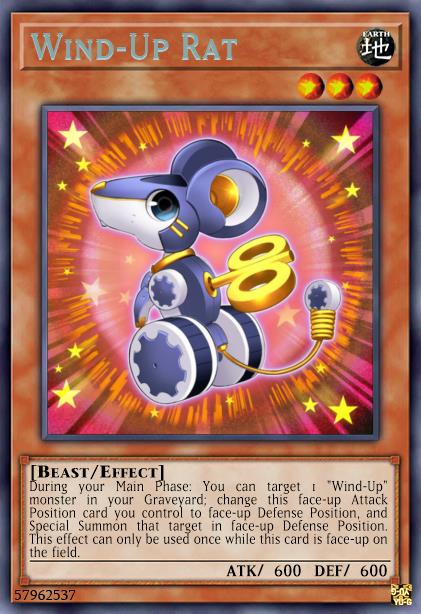 WIND-UP RAT
EARTH
地
[BEAST/EFFECT]
During your Main Phase: You can target 1 "Wind-Up"
monster in your Graveyard; change this face-up Attack
Position card you control to face-up Defense Position, and
Special Summon that target in face-up Defense Position.
This effect can only be used once while this card is face-up on
the field.
ATK/ 600 DEF/ 600
57962537